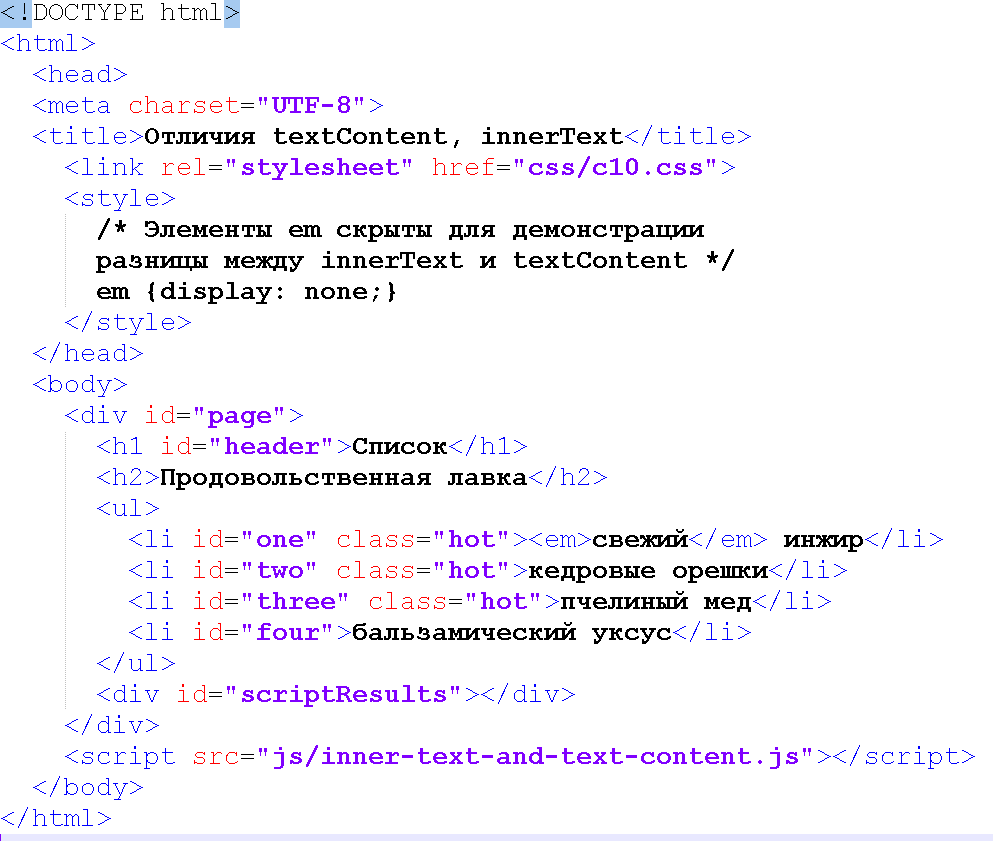 <!DOCTYPE html>
<html>
  <head>
  <meta charset="UTF-8">
  <title>Отличия textContent, innerText</title>
    <link rel="stylesheet" href="css/c10.css">
    <style>
      /* Элементы em скрыты для демонстрации
      разницы между innerText и textContent */
      em {display: none;}
    </style>
  </head>
  <body>
    <div id="page">
      <h1 id="header">Список</h1>
      <h2>Продовольственная лавка</h2>
      <ul>
        <li id="one" class="hot"><em>свежий</em> инжир</li>
        <li id="two" class="hot">кедровые орешки</li>
        <li id="three" class="hot">пчелиный мед</li>
        <li id="four">бальзамический уксус</li>
      </ul>
      <div id="scriptResults"></div>
    </div>
    <script src="js/inner-text-and-text-content.js"></script>
  </body>
</html>